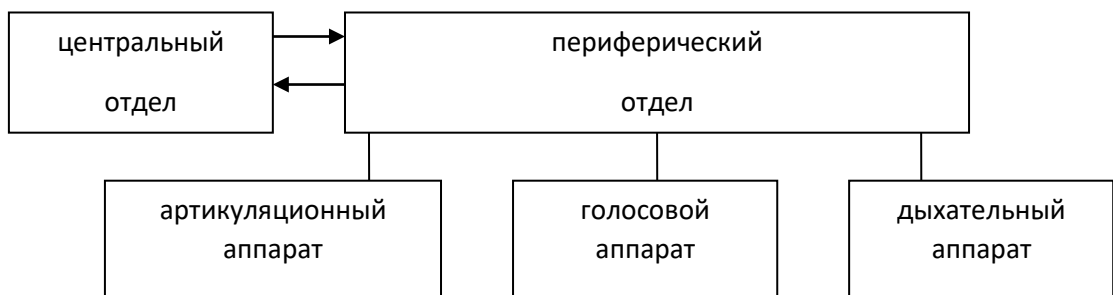 центральный
отдел
периферический
отдел
артикуляционный
аппарат
голосовой
аппарат
дыхательный
аппарат